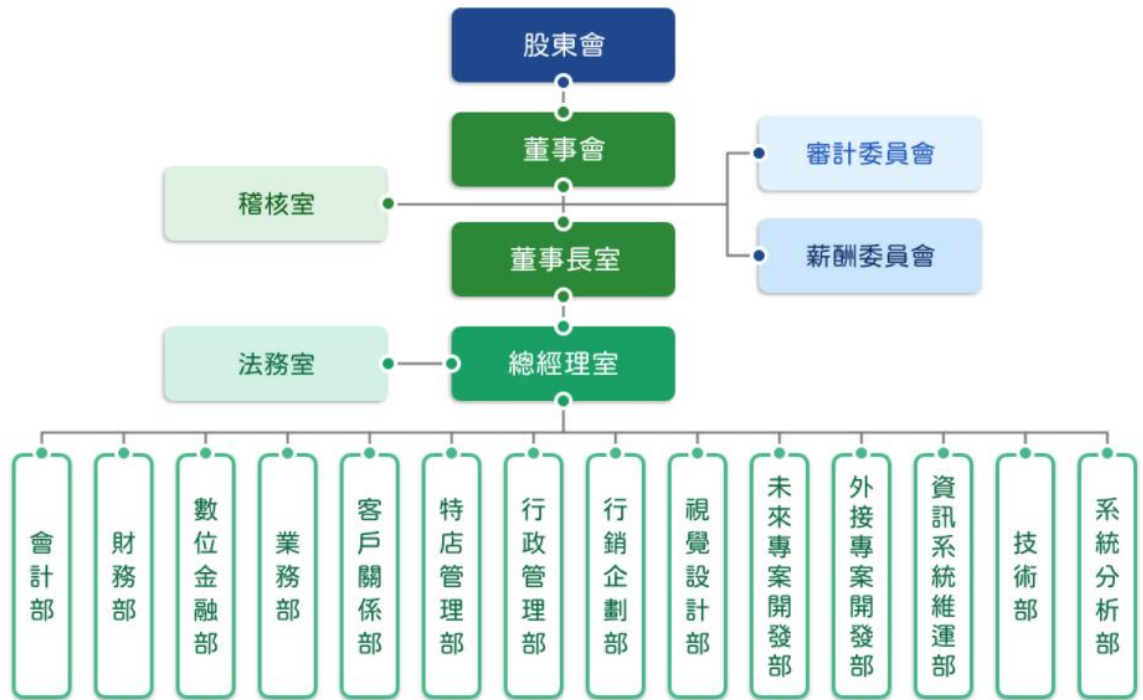 股東會
董事會
審計委員會
稽核室
董事長室
薪酬委員會
法務室
總經理室
會計部
財務部
數位金融部
業務部
客戶關係部
特店管理部
行政管理部
行銷企劃部
視覺設計部
未來專案開發部
外接專案開發部
資訊系統維運部
技術部
系統分析部